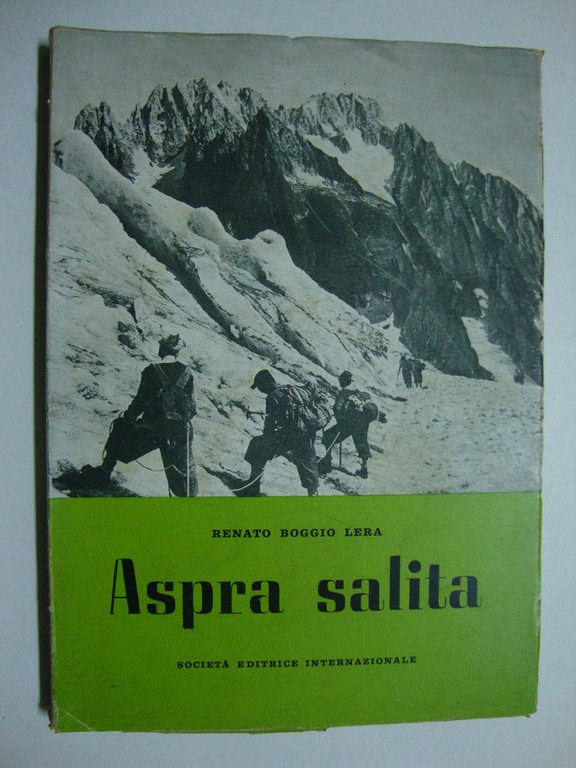 RENATO BOGGIO LERA
Aspra salita
SOCIETÀ EDITRICE INTERNAZIONALE